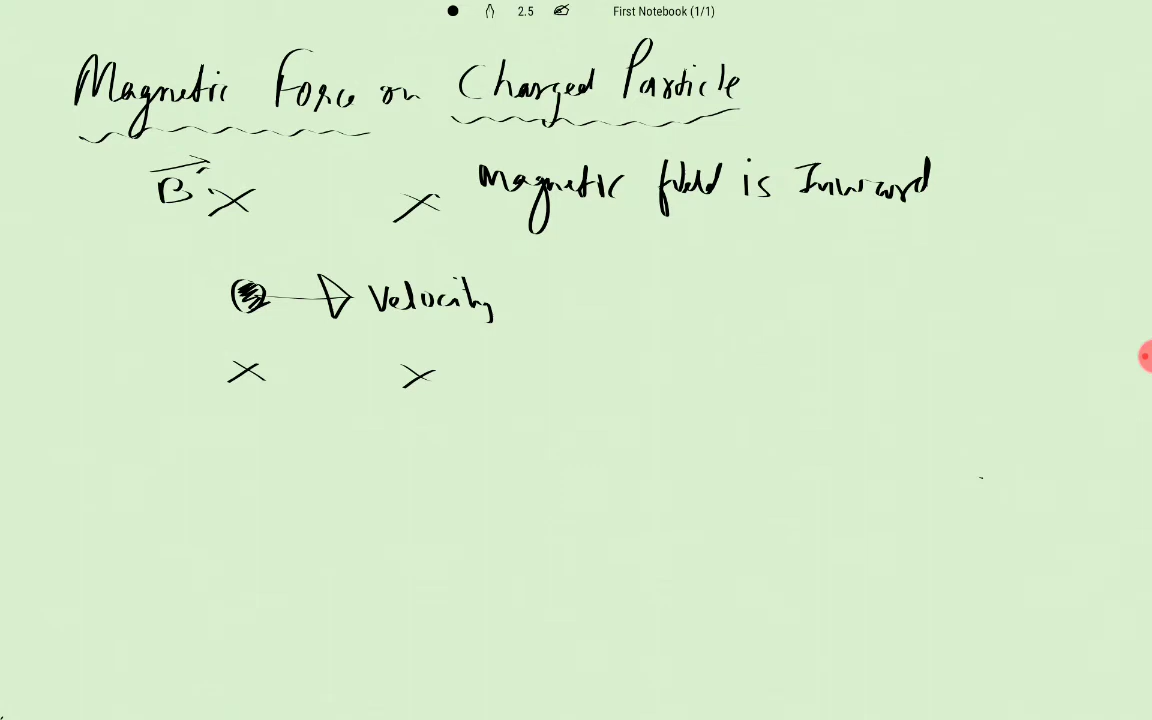 2.5 First Notebook (1/1)
Magnetic Force on Charged Particle
B Magnetic field is Inward
Velocity